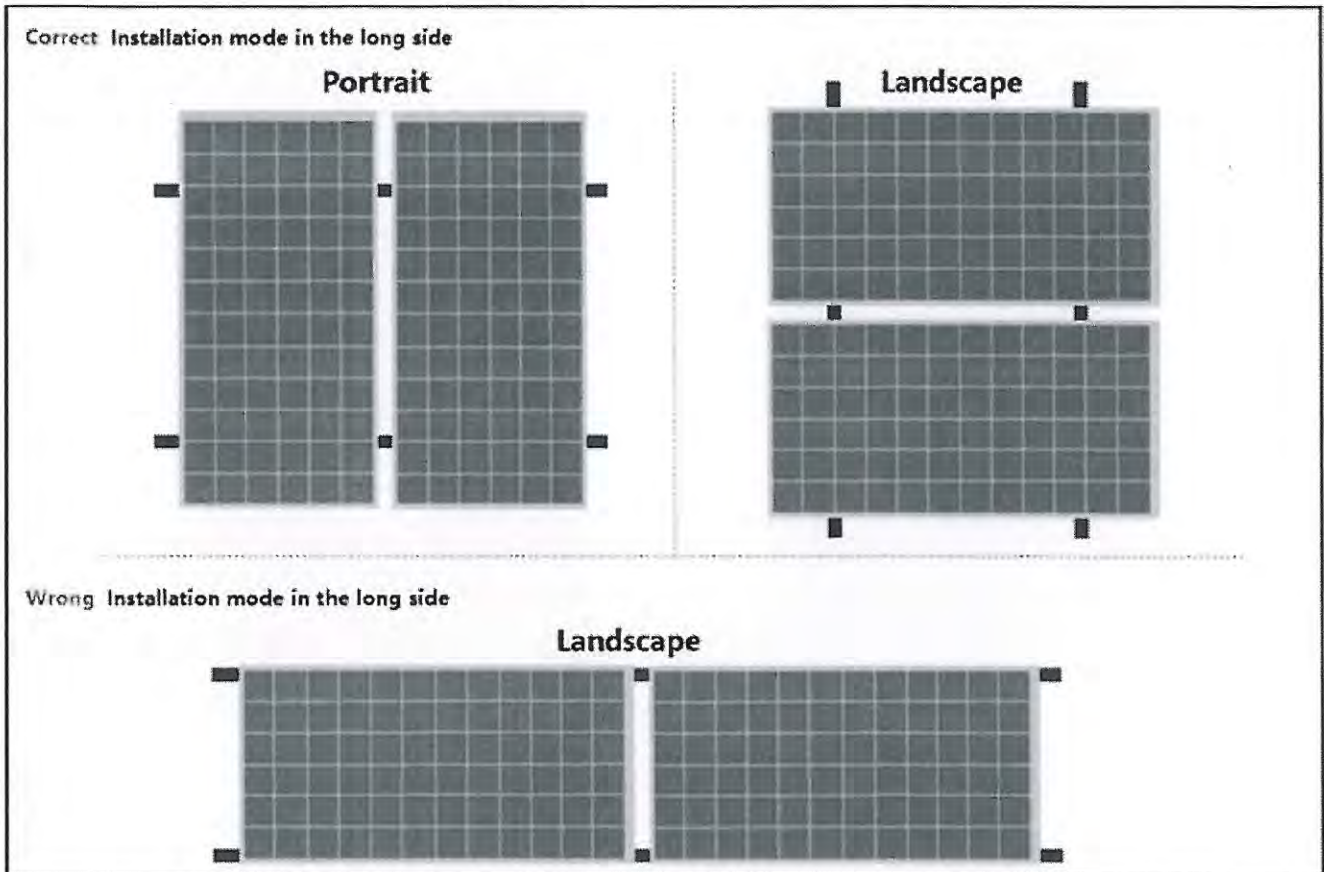 Correct Installation mode in the long side
Portrait
Landscape
Wrong Installation mode in the long side
Landscape